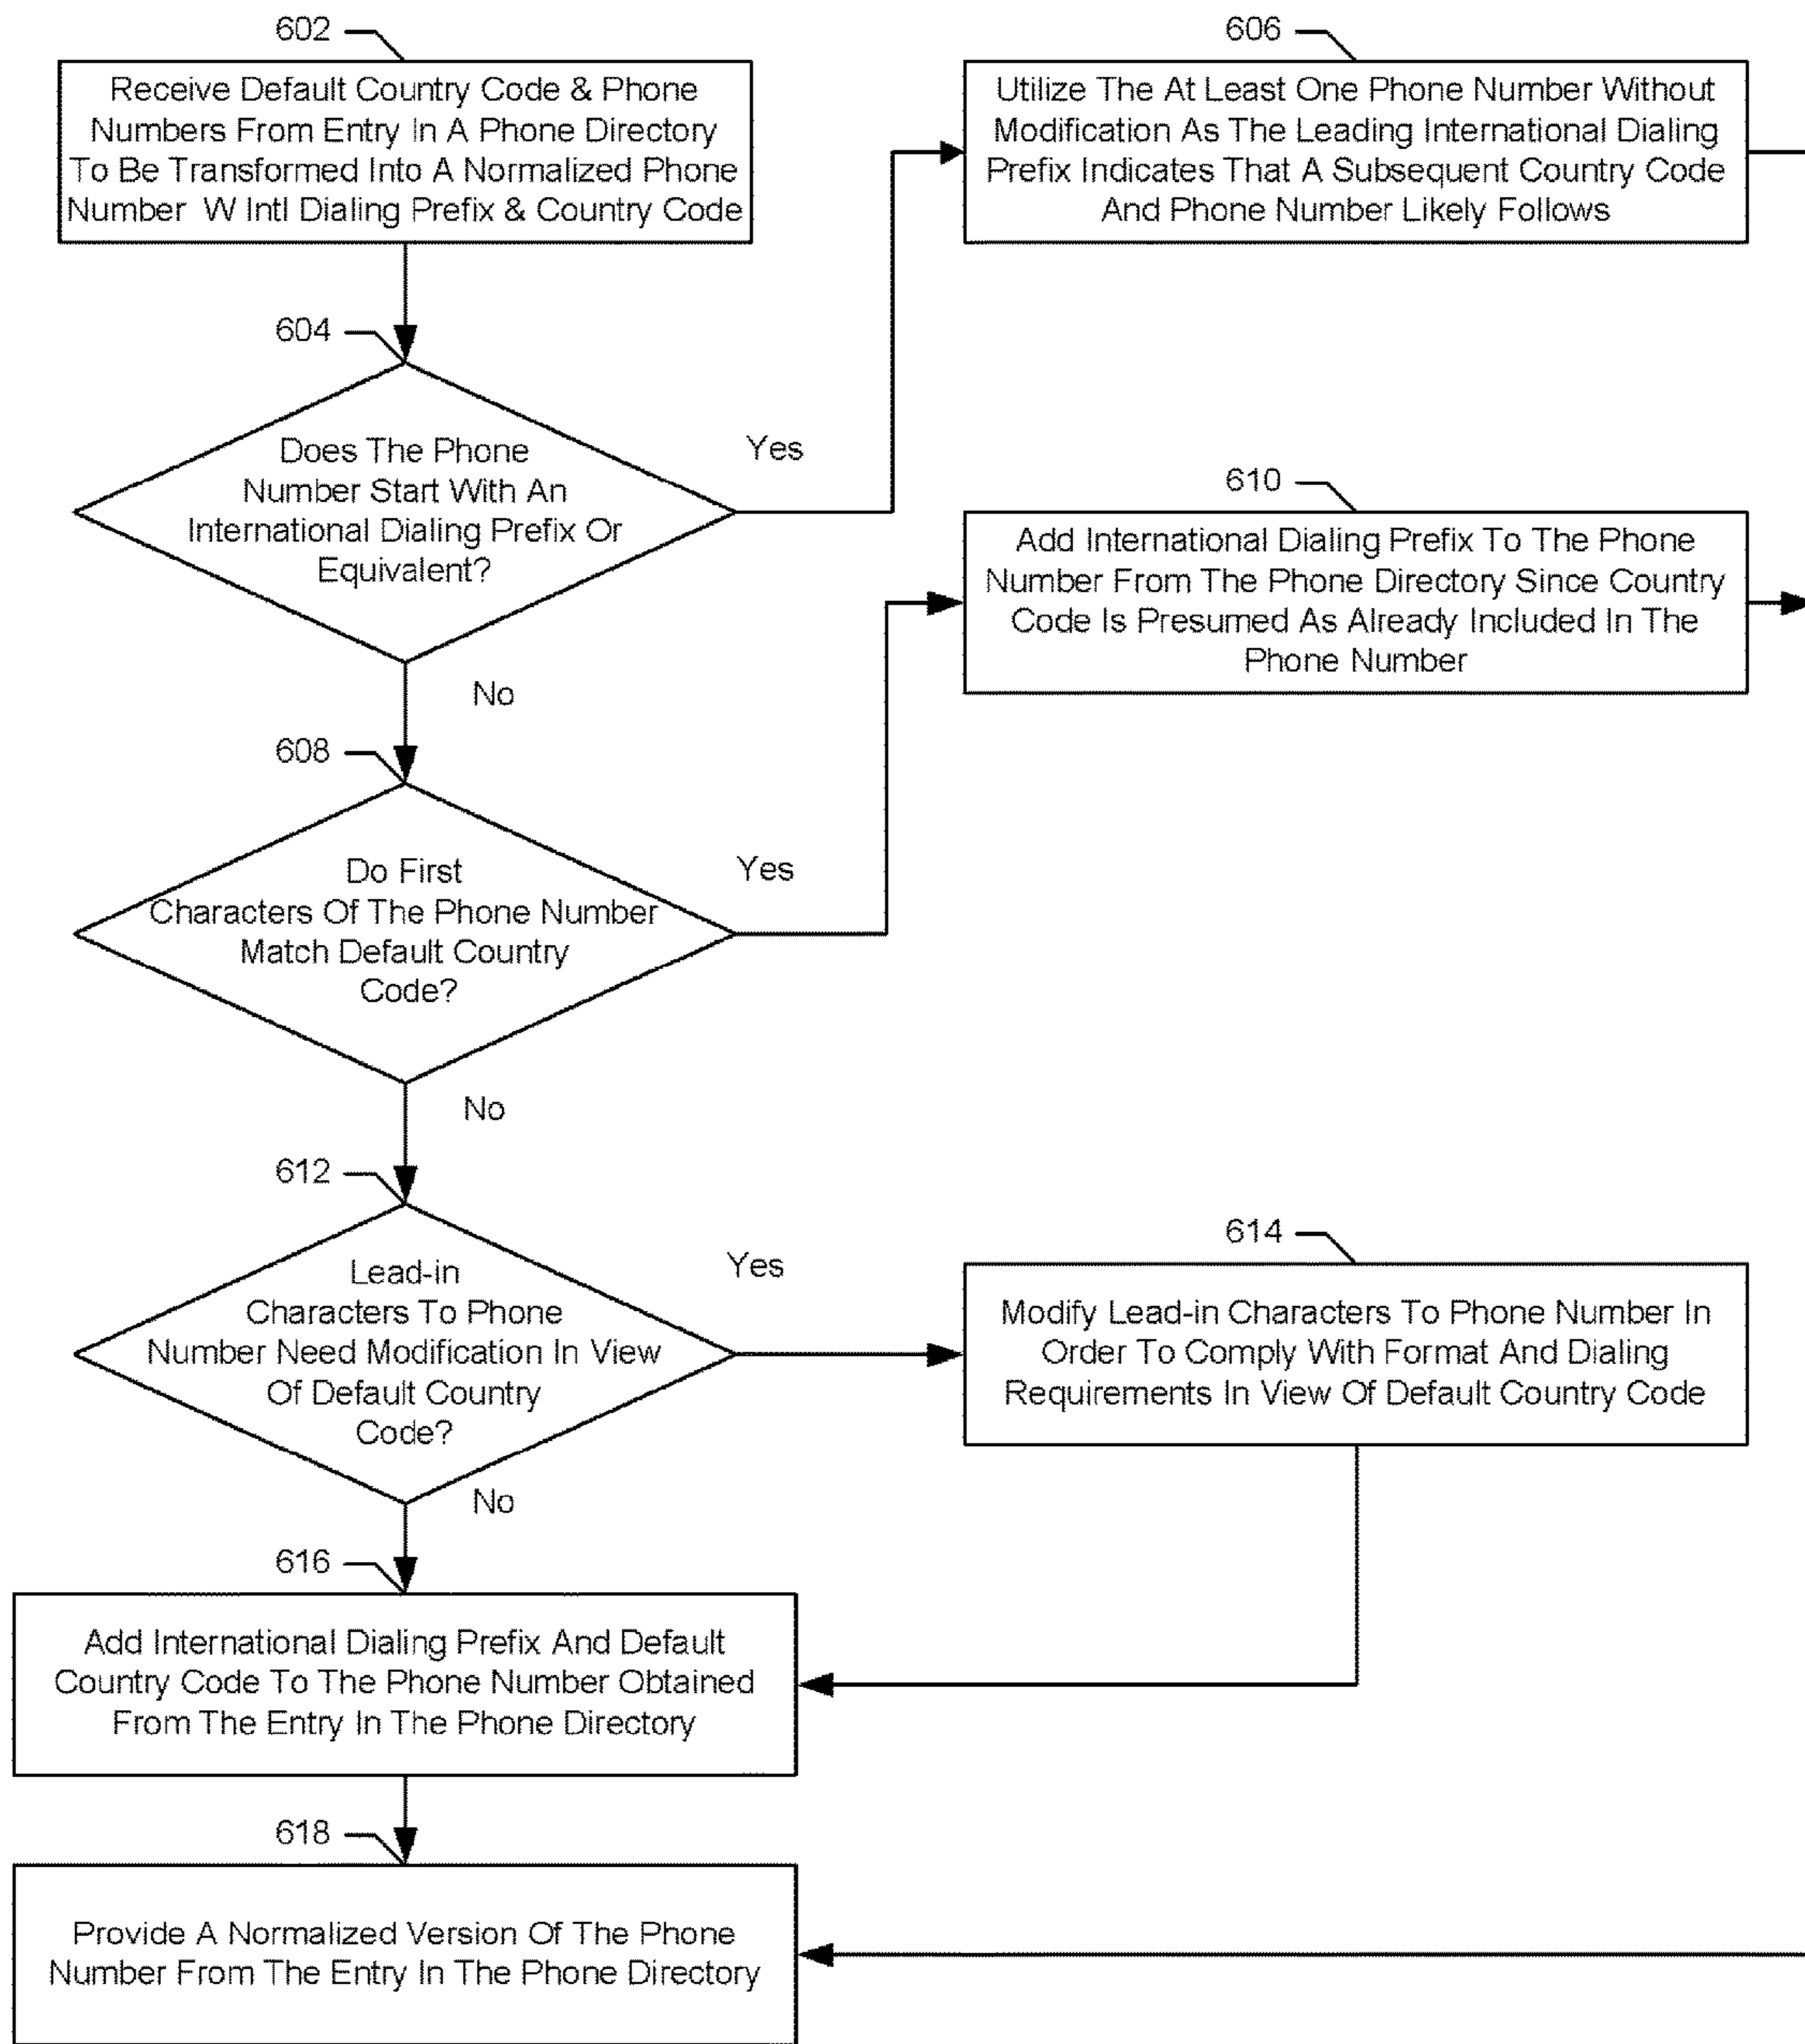 602
Receive Default Country Code & Phone
Numbers From Entry In A Phone Directory
To Be Transformed Into A Normalized Phone
Number W Intl Dialing Prefix & Country Code
606
Utilize The At Least One Phone Number Without
Modification As The Leading International Dialing
Prefix Indicates That A Subsequent Country Code
And Phone Number Likely Follows
604
Does The Phone
Number Start With An
International Dialing Prefix Or
Equivalent?
Yes
No
610
Add International Dialing Prefix To The Phone
Number From The Phone Directory Since Country
Code Is Presumed As Already Included In The
Phone Number
608
Do First
Characters Of The Phone Number
Match Default Country
Code?
Yes
No
612
Lead-in
Characters To Phone
Number Need Modification In View
Of Default Country
Code?
Yes
No
614
Modify Lead-in Characters To Phone Number In
Order To Comply With Format And Dialing
Requirements In View Of Default Country Code
616
Add International Dialing Prefix And Default
Country Code To The Phone Number Obtained
From The Entry In The Phone Directory
618
Provide A Normalized Version Of The Phone
Number From The Entry In The Phone Directory